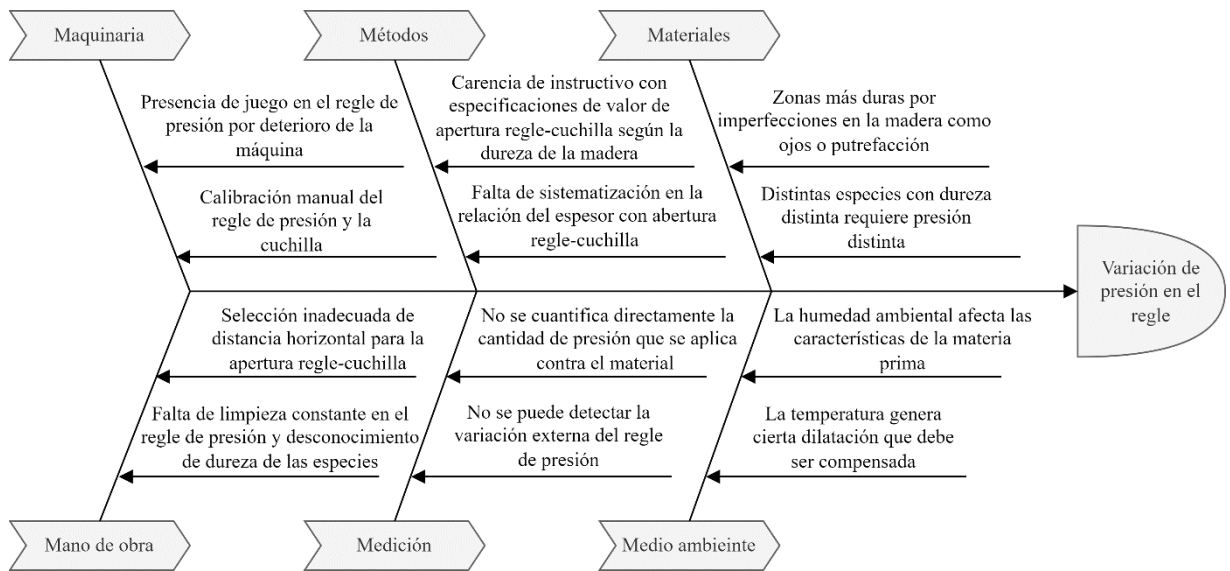 Maquinaria
Métodos
Materiales
Presencia de juego en el regle de
presión por deterioro de la
máquina
Carencia de instructivo con
especificaciones de valor de
apertura regle-cuchilla según la
dureza de la madera
Zonas más duras por
imperfecciones en la madera como
ojos o putrefacción
Calibración manual del
regle de presión y la
cuchilla
Falta de sistematización en la
relación del espesor con abertura
regle-cuchilla
Distintas especies con dureza
distinta requiere presión
distinta
Variación de
presión en el
regle
Selección inadecuada de
distancia horizontal para la
apertura regle-cuchilla
No se cuantifica directamente la
cantidad de presión que se aplica
contra el material
La humedad ambiental afecta las
características de la materia
prima
Falta de limpieza constante en el
regle de presión y desconocimiento
de dureza de las especies
No se puede detectar la
variación externa del regle
de presión
La temperatura genera
cierta dilatación que debe
ser compensada
Mano de obra
Medición
Medio ambieinte